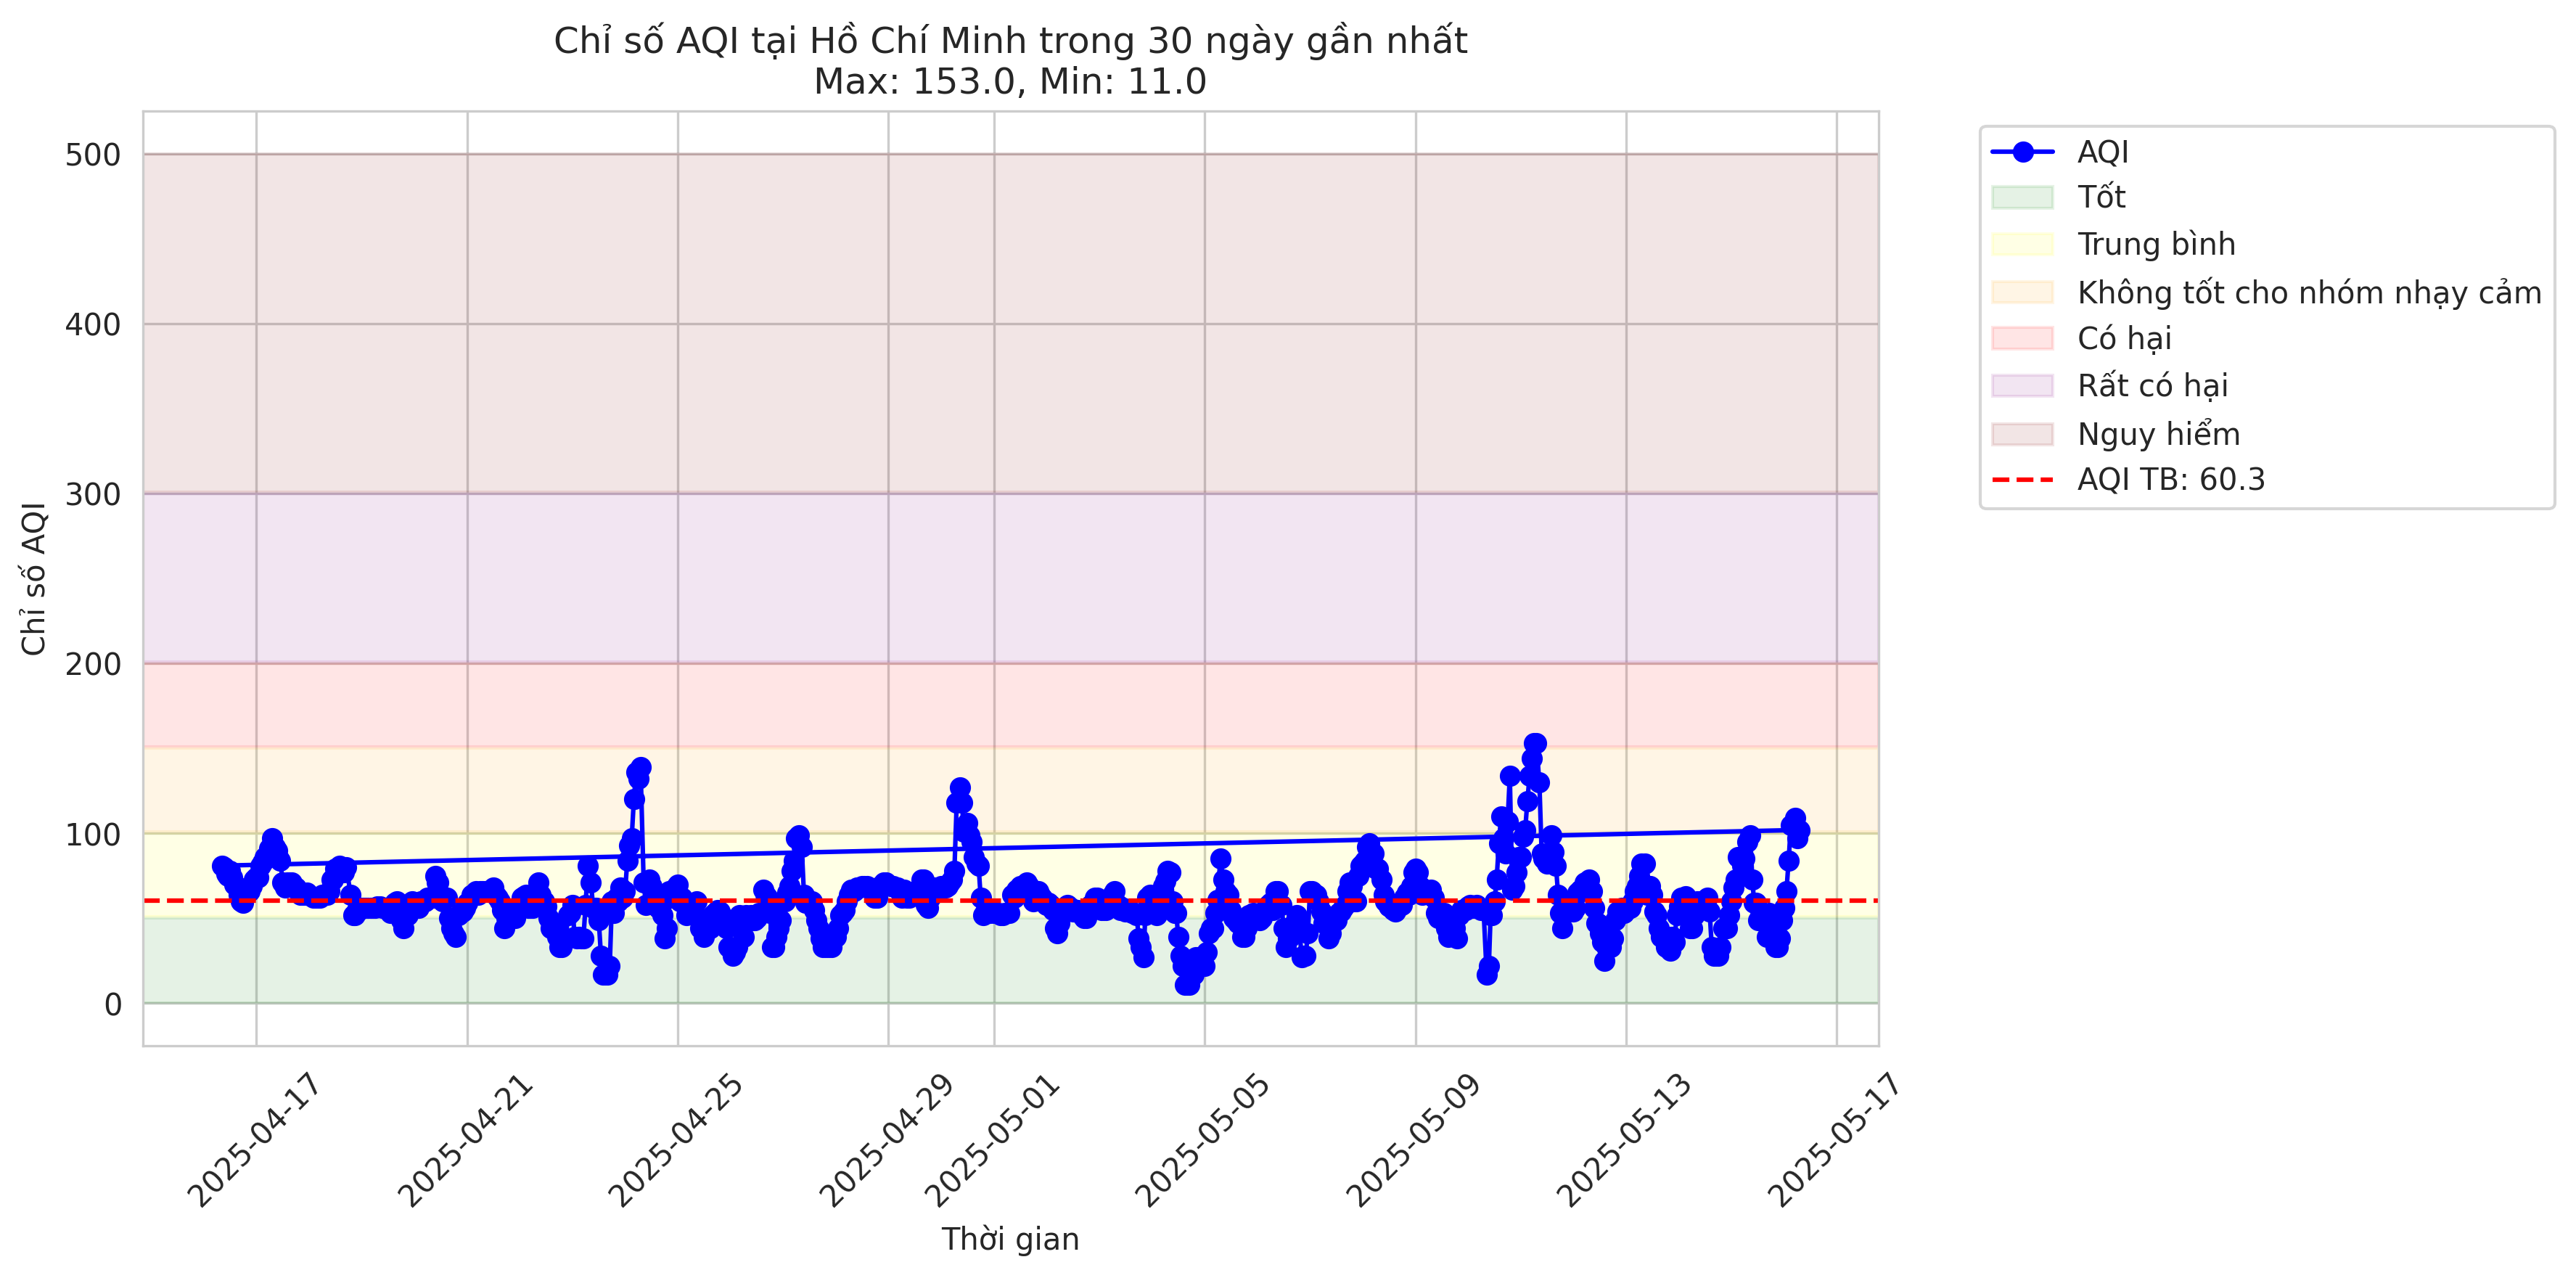 Chỉ số AQI tại Hồ Chí Minh trong 30 ngày gần nhất
Max: 153.0, Min: 11.0
Chỉ số AQI
500
400
300
200
100
0
2025-04-17
2025-04-21
2025-04-25
2025-04-29
2025-05-01
2025-05-05
2025-05-09
2025-05-13
2025-05-17
Thời gian
AQI
Tốt
Trung bình
Không tốt cho nhóm nhạy cảm
Có hại
Rất có hại
Nguy hiểm
AQI TB: 60.3